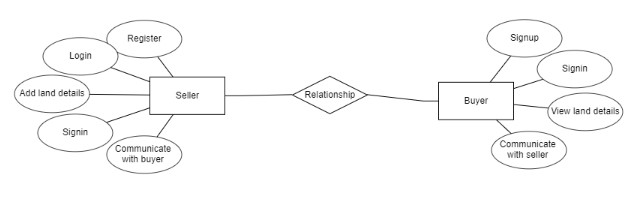 Register
Login
Add land details
Signin
Communicate
with buyer
Seller
Relationship
Buyer
Signup
Signin
View land details
Communicate
with seller